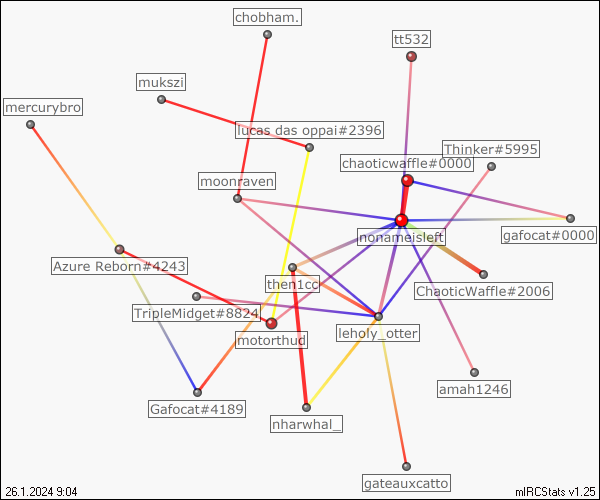 chobham.
tt532
mukszi
mercurybro
lucas das oppai#2396
Thinker#5995
chaoticwaffle#0000
moonraven
nonameisleft
gafocat#0000
Azure Reborn#4243
then1cc
ChaoticWaffle#2006
TripleMidget#8824
motorthud
leholy_otter
amah1246
Gafocat#4189
nharwhal_
gateauxcatto
26.1.2024 9:04
mIRCStats v1.25